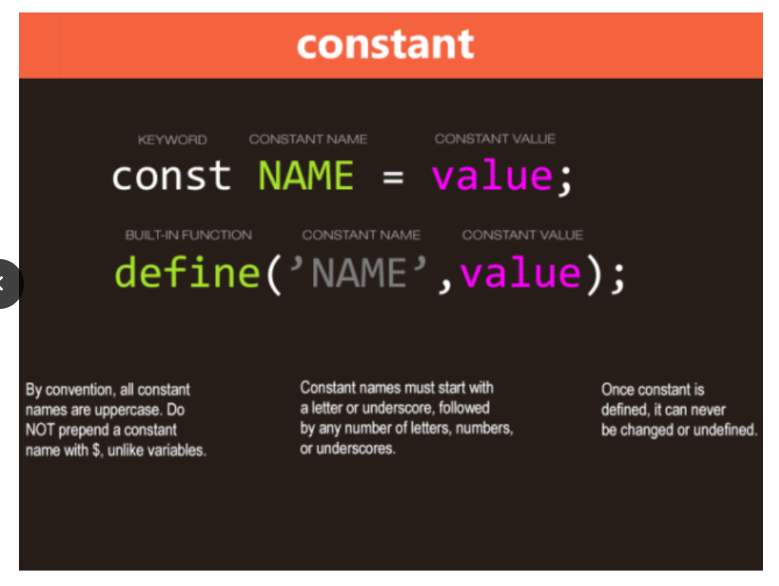 constant
KEYWORD CONSTANT NAME CONSTANT VALUE
const NAME = value;
BUILT-IN FUNCTION CONSTANT NAME CONSTANT VALUE
define(’NAME’,value);
By convention, all constant
names are uppercase. Do
NOT prepend a constant
name with $, unlike variables.
Constant names must start with
a letter or underscore, followed
by any number of letters, numbers,
or underscores.
Once constant is
defined, it can never
be changed or undefined.